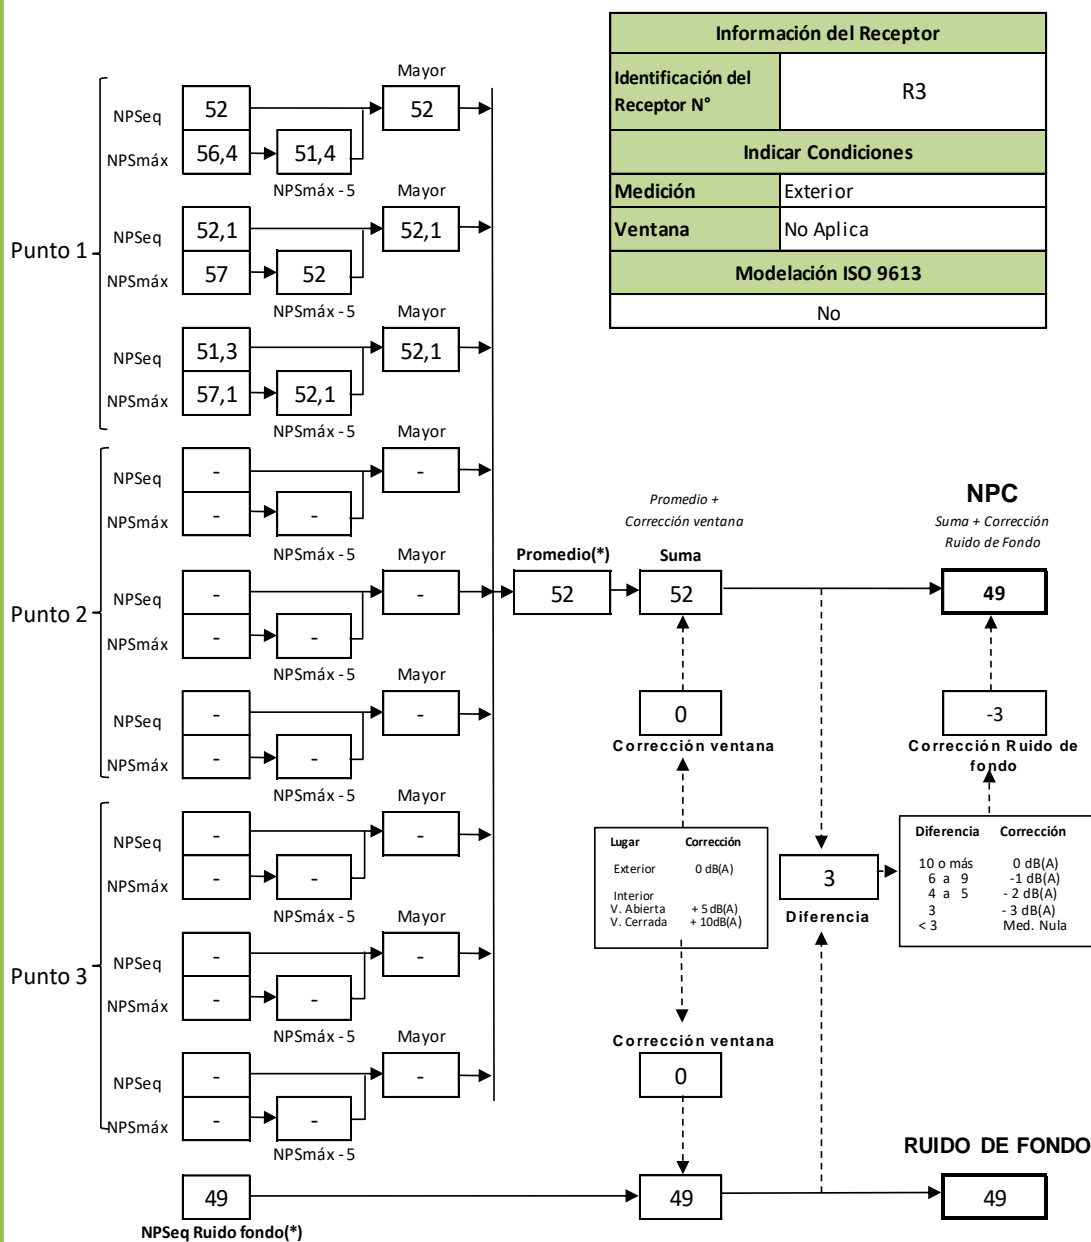 Información del Receptor
Identificación del
Receptor N°
R3
Indicar Condiciones
Medición
Exterior
Ventana
No Aplica
Modelación ISO 9613
No
Punto 1
Mayor
NPSeq
52
52
NPSmáx
56,4
51,4
NPSmáx - 5
Mayor
NPSeq
52,1
52,1
NPSmáx
57
52
NPSmáx - 5
Mayor
NPSeq
51,3
52,1
NPSmáx
57,1
52,1
NPSmáx - 5
Punto 2
Mayor
NPSeq
-
-
NPSmáx
-
-
NPSmáx - 5
Mayor
NPSeq
-
-
NPSmáx
-
-
NPSmáx - 5
Mayor
NPSeq
-
-
NPSmáx
-
-
NPSmáx - 5
Punto 3
Mayor
NPSeq
-
-
NPSmáx
-
-
NPSmáx - 5
Mayor
NPSeq
-
-
NPSmáx
-
-
NPSmáx - 5
Mayor
NPSeq
-
-
NPSmáx
-
-
NPSmáx - 5
Promedio(*)
52
Promedio +
Corrección ventana
Suma
52
NPC
Suma + Corrección
Ruido de Fondo
49
0
Corrección ventana
-3
Corrección Ruido de
fondo
Lugar Corrección
Exterior 0 dB(A)
Interior
V. Abierta + 5 dB(A)
V. Cerrada + 10dB(A)
3
Diferencia
Diferencia Corrección
10 o más 0 dB(A)
6 a 9 -1 dB(A)
4 a 5 - 2 dB(A)
3 - 3 dB(A)
< 3 Med. Nula
Corrección ventana
0
RUIDO DE FONDO
49
49
49
NPSeq Ruido fondo(*)